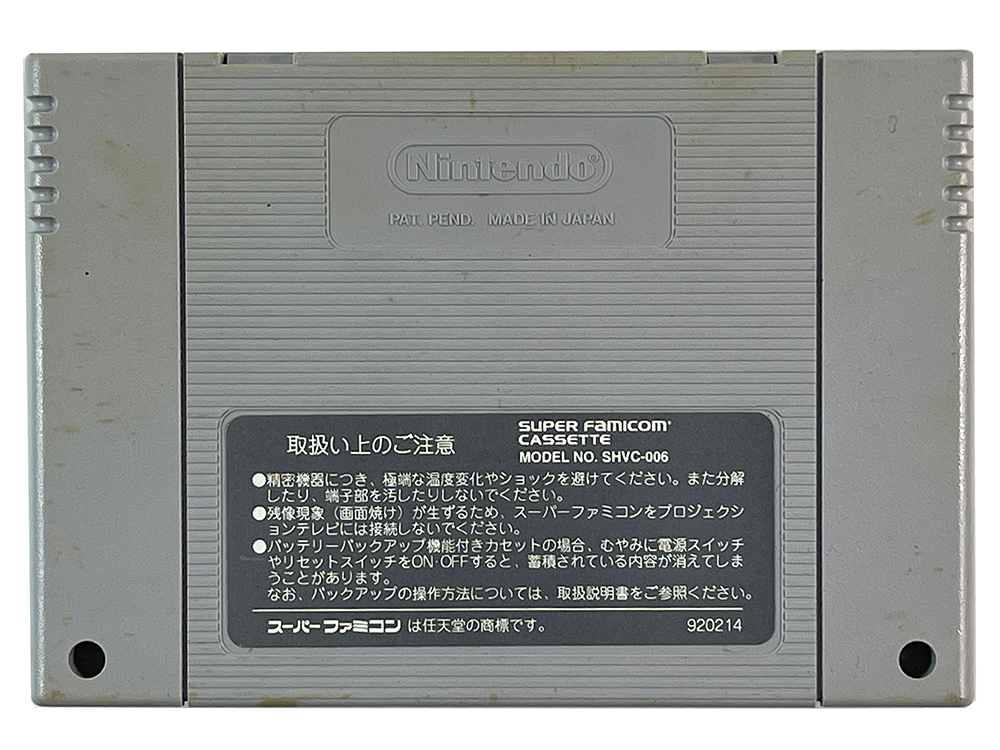 Nintendo®
PAT. PEND. MADE IN JAPAN
取扱い上のご注意
SUPER FAMICOM®
CASSETTE
MODEL NO. SHVC-006
●精密機器につき、極端な温度変化やショックを避けてください。また分解
したり、端子部を汚したりしないでください。
●残像現象（画面焼け）が生ずるため、スーパーファミコンをプロジェクシ
ョンテレビには接続しないでください。
●バッテリーバックアップ機能付きカセットの場合、むやみに電源スイッチ
やリセットスイッチをON･OFFすると、蓄積されている内容が消えてしま
うことがあります。
なお、バックアップの操作方法については、取扱説明書をご参照ください。
スーパーファミコン は任天堂の商標です。
920214